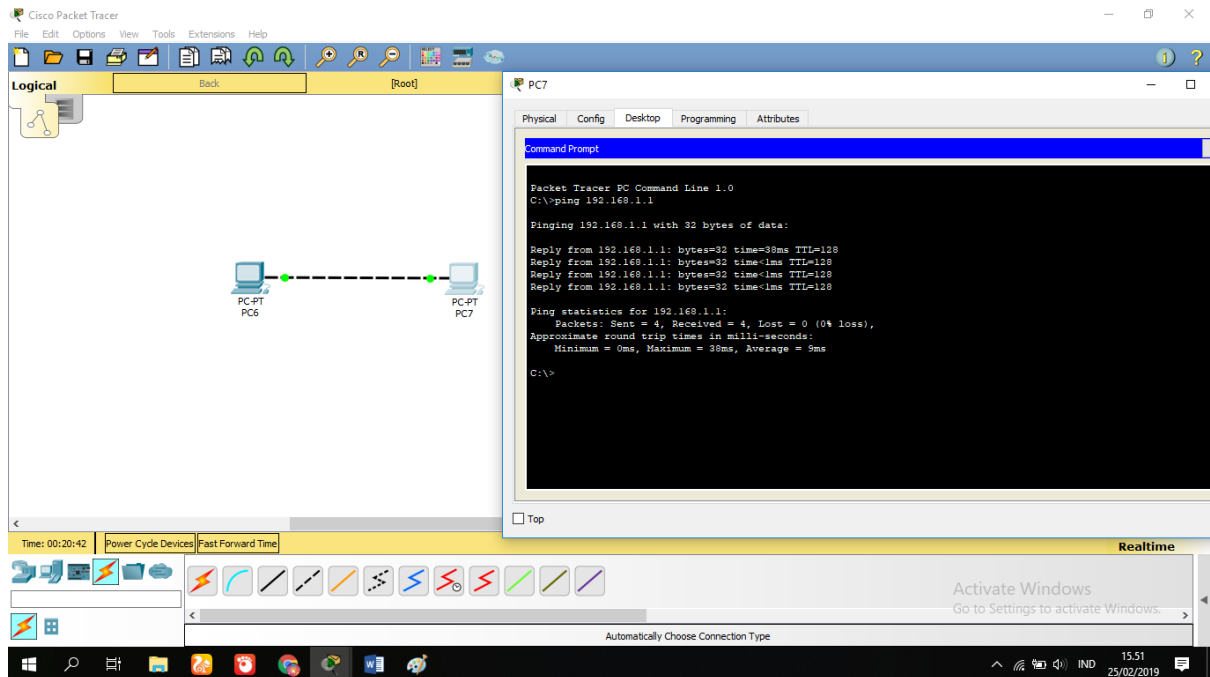 Cisco Packet Tracer
File Edit Options View Tools Extensions Help
Logical
Back
[Root]
PC-PT
PC6
PC-PT
PC7
PC7
Physical Config Desktop Programming Attributes
Command Prompt
Packet Tracer PC Command Line 1.0
C:\>ping 192.168.1.1
Pinging 192.168.1.1 with 32 bytes of data:
Reply from 192.168.1.1: bytes=32 time=38ms TTL=128
Reply from 192.168.1.1: bytes=32 time<1ms TTL=128
Reply from 192.168.1.1: bytes=32 time<1ms TTL=128
Reply from 192.168.1.1: bytes=32 time<1ms TTL=128
Ping statistics for 192.168.1.1:
Packets: Sent = 4, Received = 4, Lost = 0 (0% loss),
Approximate round trip times in milli-seconds:
Minimum = 0ms, Maximum = 38ms, Average = 9ms
C:\>
Top
Time: 00:20:42 Power Cycle Devices Fast Forward Time
Realtime
Activate Windows
Go to Settings to activate Windows.
Automatically Choose Connection Type
IND
15.51
25/02/2019